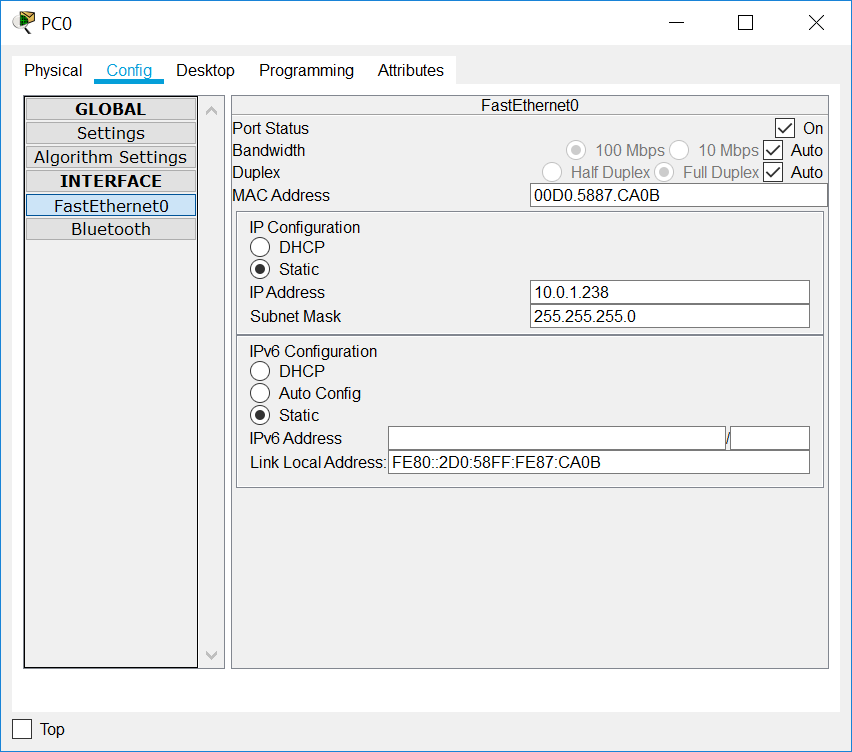 PC0
Physical Config Desktop Programming Attributes
GLOBAL
Settings
Algorithm Settings
INTERFACE
FastEthernet0
Bluetooth
FastEthernet0
Port Status On
Bandwidth 100 Mbps 10 Mbps Auto
Duplex Half Duplex Full Duplex Auto
MAC Address 00D0.5887.CA0B
IP Configuration
DHCP
Static
IP Address 10.0.1.238
Subnet Mask 255.255.255.0
IPv6 Configuration
DHCP
Auto Config
Static
IPv6 Address /
Link Local Address: FE80::2D0:58FF:FE87:CA0B
Top